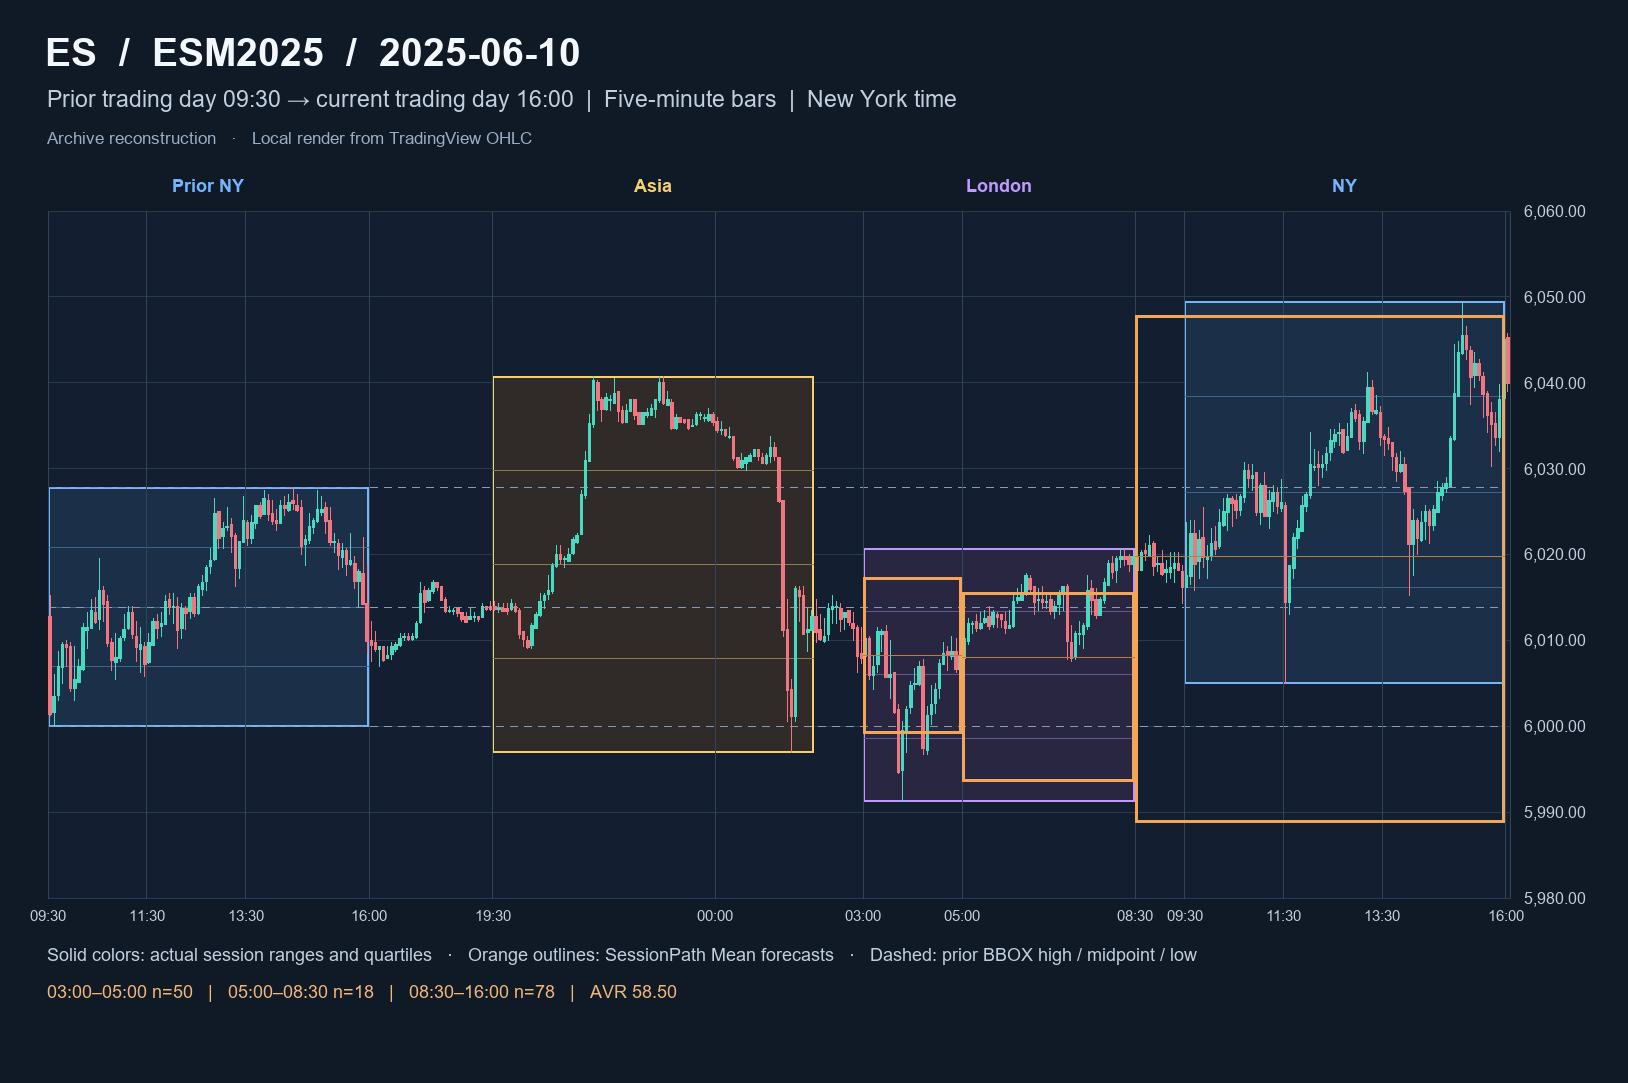 ES / ESM2025 / 2025-06-10
Prior trading day 09:30 → current trading day 16:00 | Five-minute bars | New York time
Archive reconstruction · Local render from TradingView OHLC
Prior NY Asia London NY
6,060.00
6,050.00
6,040.00
6,030.00
6,020.00
6,010.00
6,000.00
5,990.00
5,980.00
09:30 11:30 13:30 16:00 19:30 00:00 03:00 05:00 08:30 09:30 11:30 13:30 16:00
Solid colors: actual session ranges and quartiles · Orange outlines: SessionPath Mean forecasts · Dashed: prior BBOX high / midpoint / low
03:00–05:00 n=50 | 05:00–08:30 n=18 | 08:30–16:00 n=78 | AVR 58.50